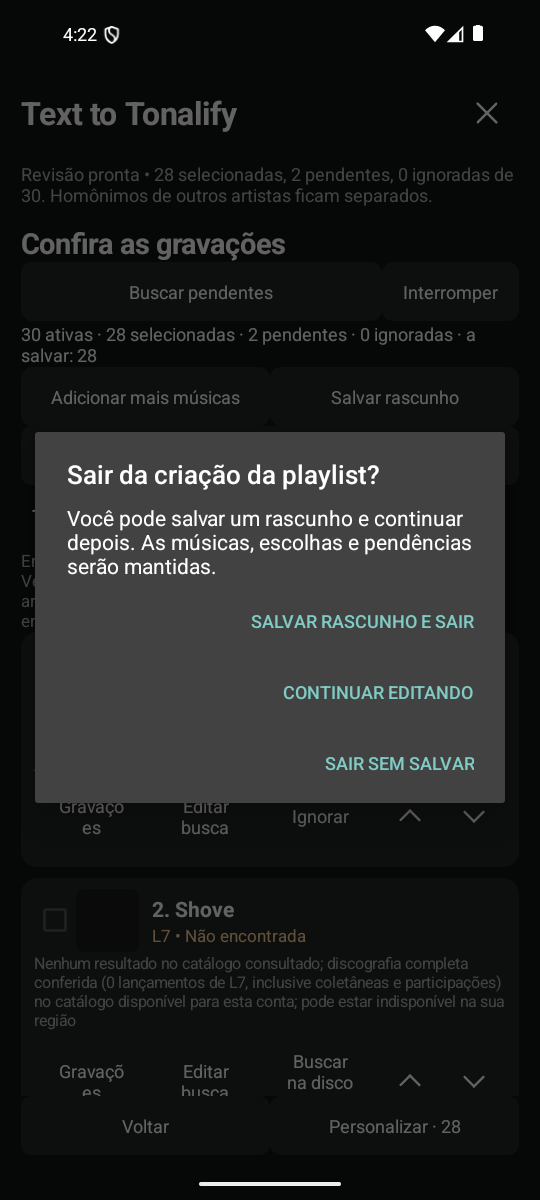 4:22
Text to Tonalify
Revisão pronta • 28 selecionadas, 2 pendentes, 0 ignoradas de
30. Homônimos de outros artistas ficam separados.
Confira as gravações
Buscar pendentes
Interromper
30 ativas · 28 selecionadas · 2 pendentes · 0 ignoradas · a
salvar: 28
Adicionar mais músicas
Salvar rascunho
Sair da criação da playlist?
Você pode salvar um rascunho e continuar
depois. As músicas, escolhas e pendências
serão mantidas.
SALVAR RASCUNHO E SAIR
CONTINUAR EDITANDO
SAIR SEM SALVAR
Gravaçõ
es
Editar
busca
Ignorar
2. Shove
L7 • Não encontrada
Nenhum resultado no catálogo consultado; discografia completa
conferida (0 lançamentos de L7, inclusive coletâneas e participações)
no catálogo disponível para esta conta; pode estar indisponível na sua
região
Gravaçõ
es
Editar
busca
Buscar
na disco
Voltar
Personalizar · 28